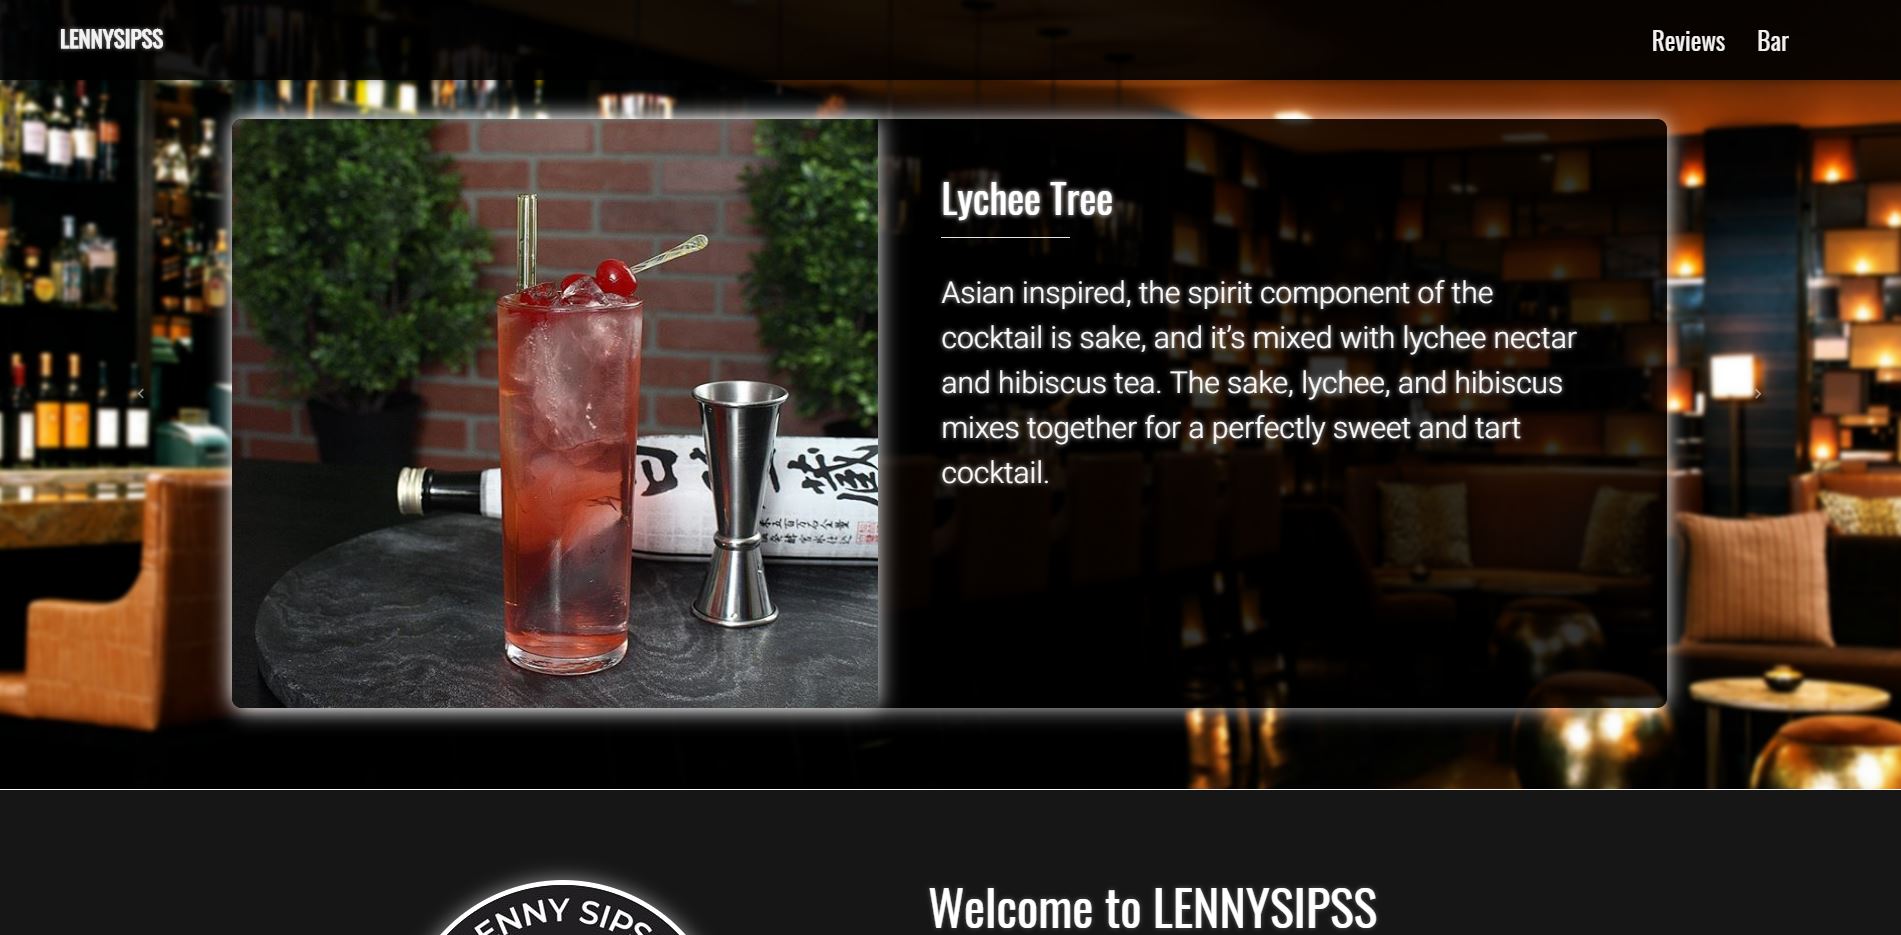 LENNYSIPSS
Reviews
Bar
Lychee Tree
Asian inspired, the spirit component of the
cocktail is sake, and it’s mixed with lychee nectar
and hibiscus tea. The sake, lychee, and hibiscus
mixes together for a perfectly sweet and tart
cocktail.
Welcome to LENNYSIPSS
ENNY SIPS